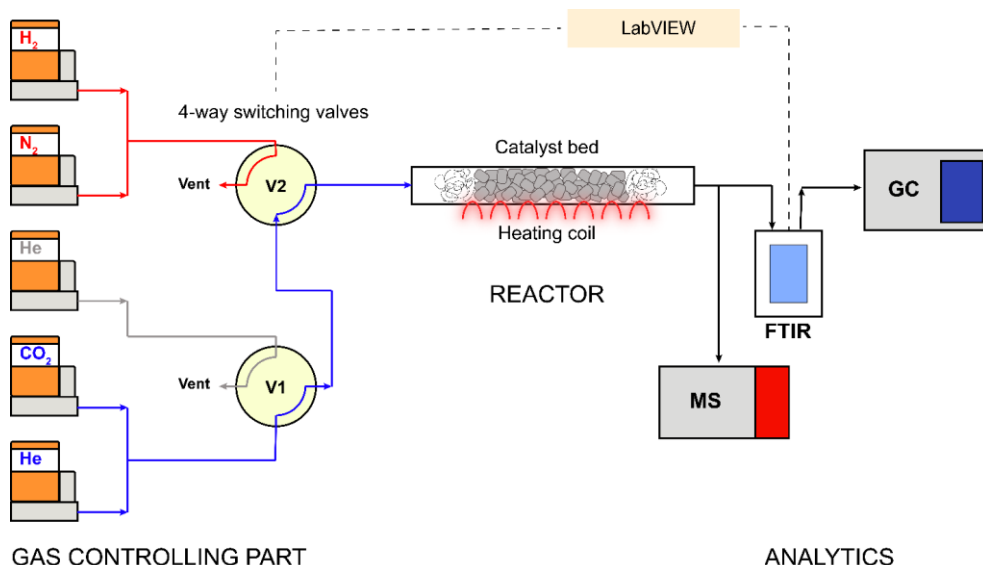 H₂
LabVIEW
4-way switching valves
N₂
Vent
V2
Catalyst bed
GC
Heating coil
He
REACTOR
FTIR
CO₂
Vent
V1
MS
He
GAS CONTROLLING PART
ANALYTICS